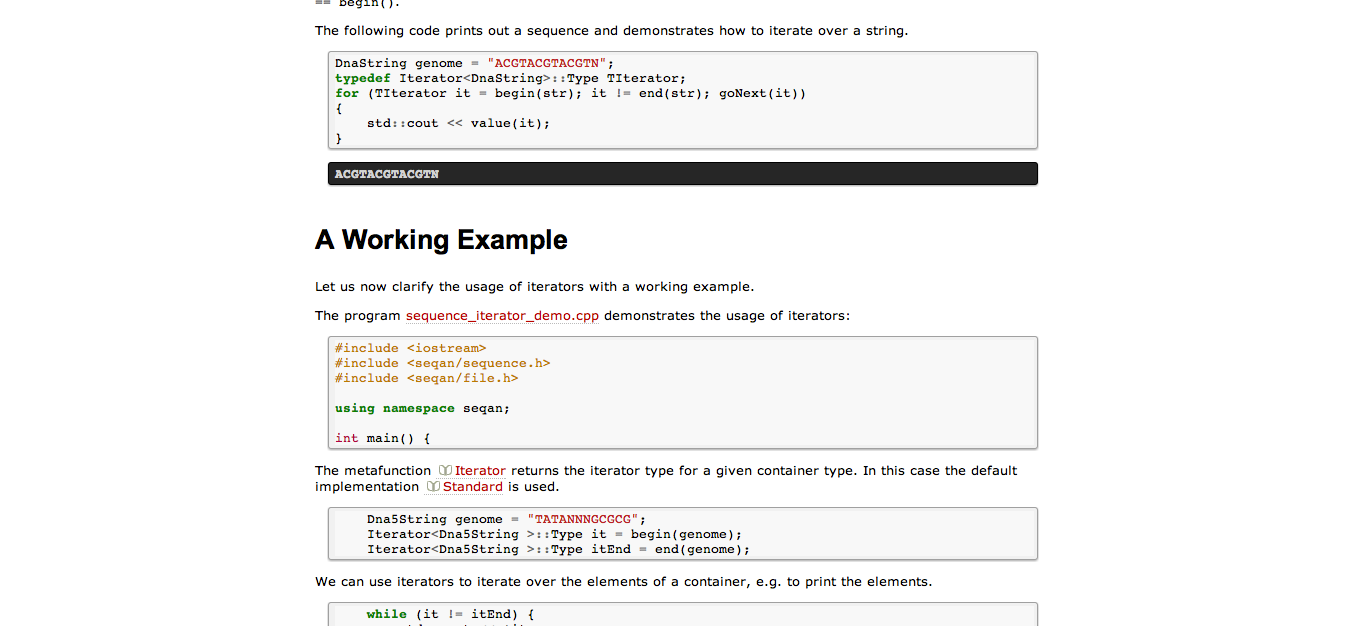 == begin().
The following code prints out a sequence and demonstrates how to iterate over a string.
DnaString genome = "ACGTACGTACGTN";
typedef Iterator<DnaString>::Type TIterator;
for (TIterator it = begin(str); it != end(str); goNext(it))
{
    std::cout << value(it);
}
ACGTACGTACGTN
A Working Example
Let us now clarify the usage of iterators with a working example.
The program sequence_iterator_demo.cpp demonstrates the usage of iterators:
#include <iostream>
#include <seqan/sequence.h>
#include <seqan/file.h>
using namespace seqan;
int main() {
The metafunction Iterator returns the iterator type for a given container type. In this case the default
implementation Standard is used.
    Dna5String genome = "TATANNNGCGCG";
    Iterator<Dna5String >::Type it = begin(genome);
    Iterator<Dna5String >::Type itEnd = end(genome);
We can use iterators to iterate over the elements of a container, e.g. to print the elements.
    while (it != itEnd) {